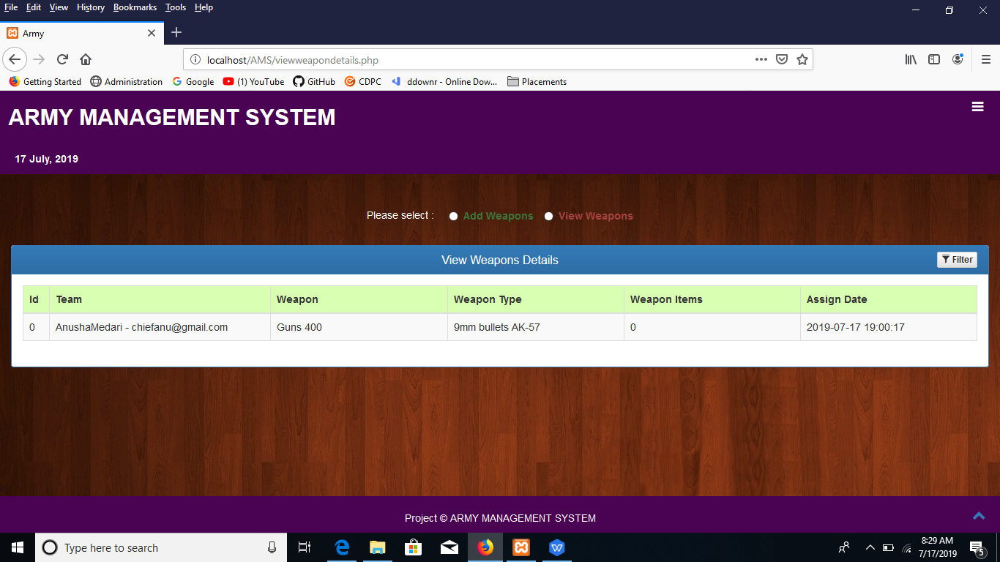 File Edit View History Bookmarks Tools Help
Army
localhost/AMS/viewweapondetails.php
Getting Started Administration Google (1) YouTube GitHub CDPC ddownr - Online Dow... Placements
ARMY MANAGEMENT SYSTEM
17 July, 2019
Please select : Add Weapons View Weapons
View Weapons Details Filter
Id Team Weapon Weapon Type Weapon Items Assign Date
0 AnushaMedari - chiefanu@gmail.com Guns 400 9mm bullets AK-57 0 2019-07-17 19:00:17
Project © ARMY MANAGEMENT SYSTEM
Type here to search
8:29 AM
7/17/2019
5